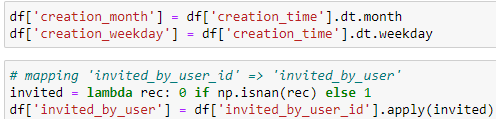 df['creation_month'] = df['creation_time'].dt.month
df['creation_weekday'] = df['creation_time'].dt.weekday
# mapping 'invited_by_user_id' => 'invited_by_user'
invited = lambda rec: 0 if np.isnan(rec) else 1
df['invited_by_user'] = df['invited_by_user_id'].apply(invited)